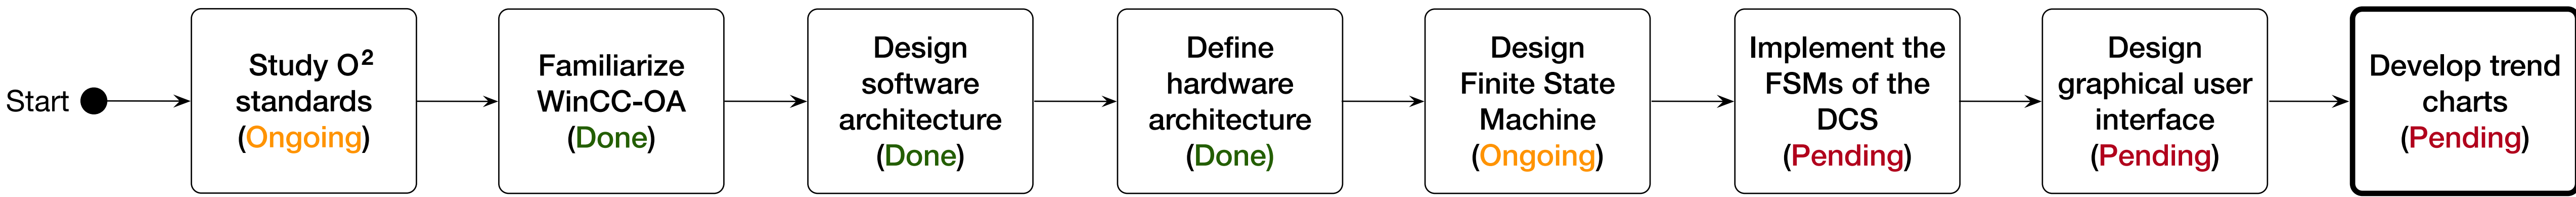 Start
Study O²
standards
(Ongoing)
Familiarize
WinCC-OA
(Done)
Design
software
architecture
(Done)
Define
hardware
architecture
(Done)
Design
Finite State
Machine
(Ongoing)
Implement the
FSMs of the
DCS
(Pending)
Design
graphical user
interface
(Pending)
Develop trend
charts
(Pending)